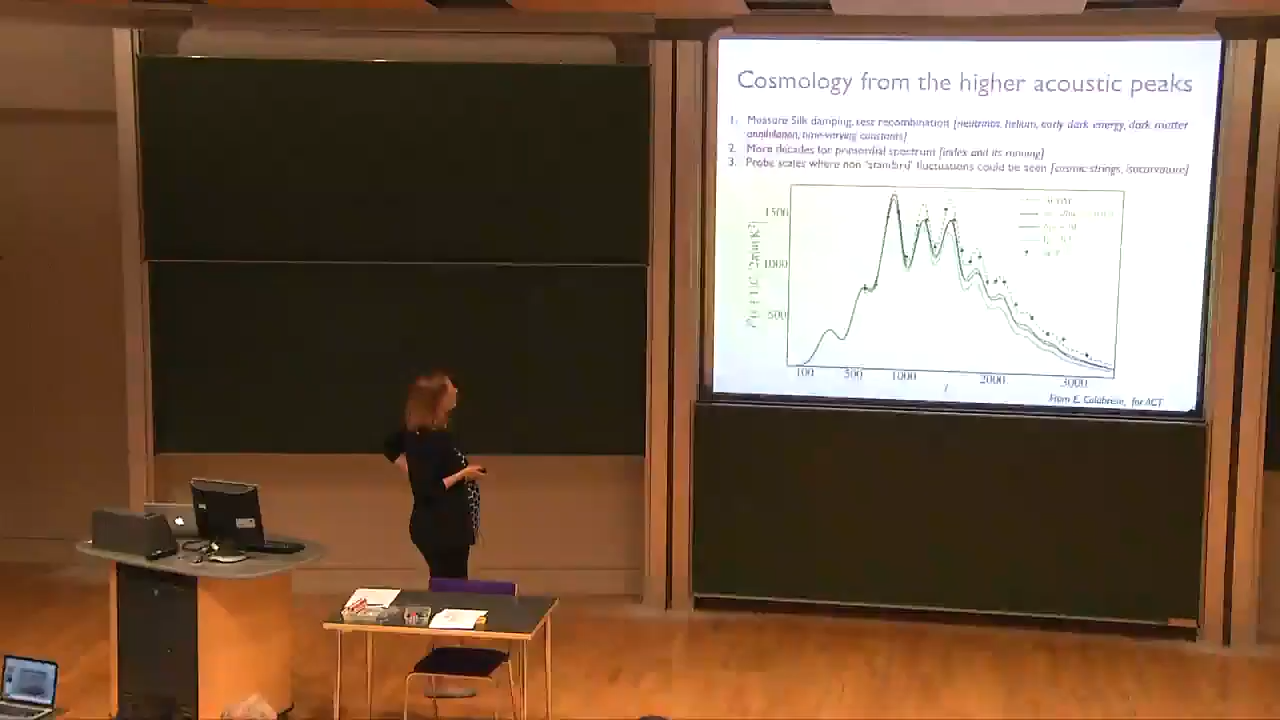 Cosmology from the higher acoustic peaks
1. Measure Silk damping, test recombination [neutrinos, helium, early dark energy, dark matter
annihilation, time-varying constants]
2. More decades for primordial spectrum [index and its running]
3. Probe scales where non 'standard' fluctuations could be seen [cosmic strings, isocurvature]
1500
1000
500
100 500 1000 2000 3000
l
From E. Calabrese, for ACT